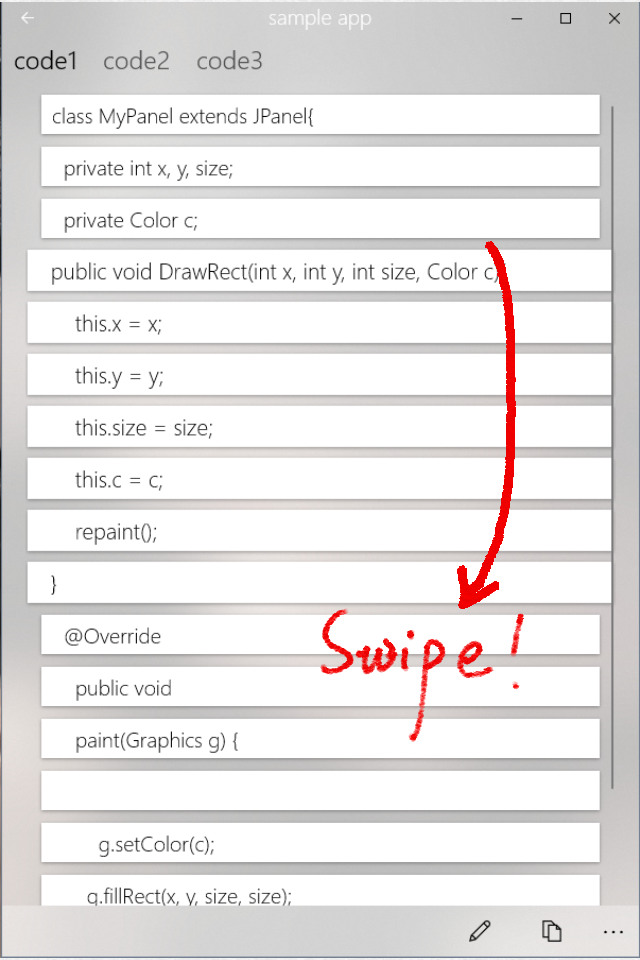 sample app
code1 code2 code3
class MyPanel extends JPanel{
private int x, y, size;
private Color c;
public void DrawRect(int x, int y, int size, Color c)
this.x = x;
this.y = y;
this.size = size;
this.c = c;
repaint();
}
@Override
Swipe!
public void
paint(Graphics g) {
g.setColor(c);
g.fillRect(x, y, size, size);
...